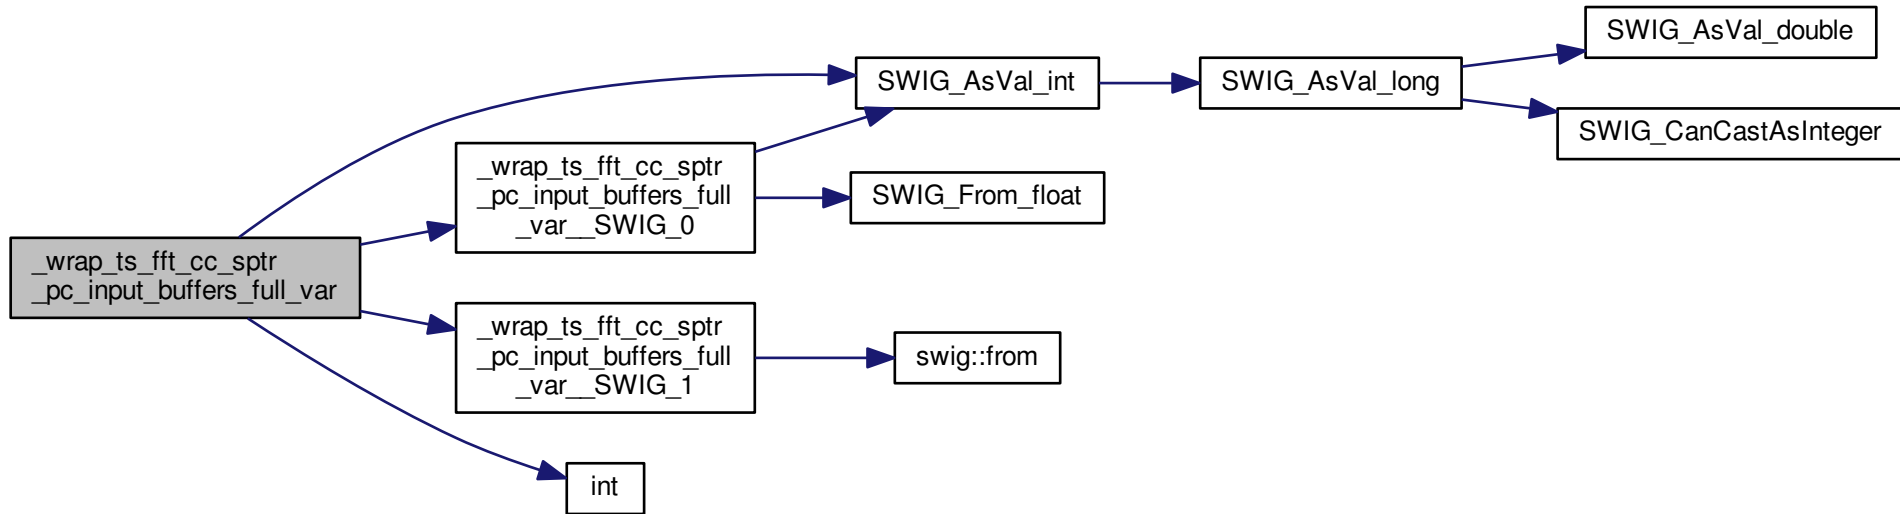 _wrap_ts_fft_cc_sptr
_pc_input_buffers_full_var
_wrap_ts_fft_cc_sptr
_pc_input_buffers_full
_var__SWIG_0
_wrap_ts_fft_cc_sptr
_pc_input_buffers_full
_var__SWIG_1
int
SWIG_AsVal_int
SWIG_From_float
swig::from
SWIG_AsVal_long
SWIG_AsVal_double
SWIG_CanCastAsInteger